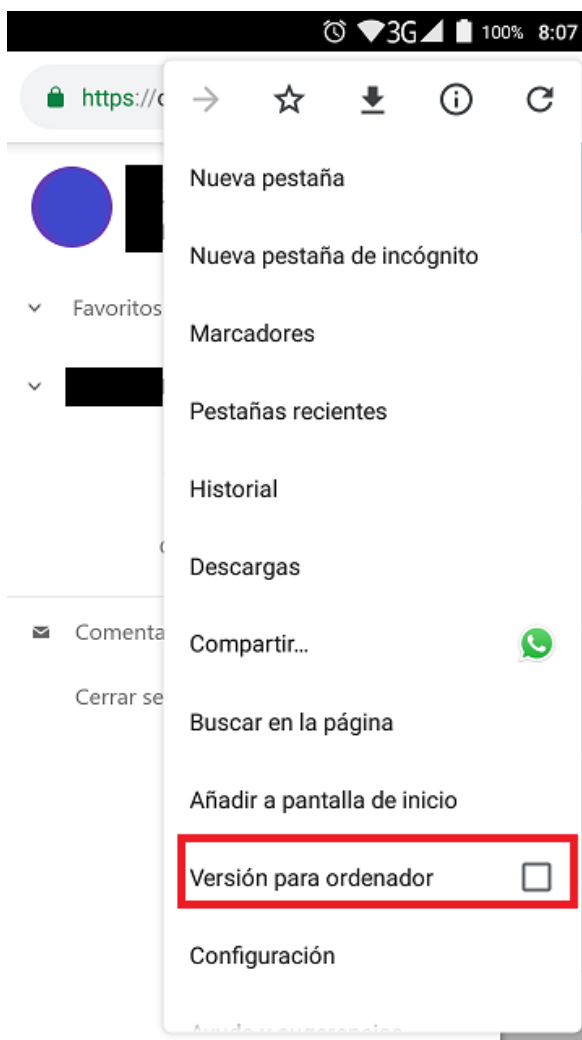 3G 100% 8:07
https://
Nueva pestaña
Nueva pestaña de incógnito
Favoritos
Marcadores
Pestañas recientes
Historial
Descargas
Comenta
Compartir...
Cerrar se
Buscar en la página
Añadir a pantalla de inicio
Versión para ordenador
Configuración